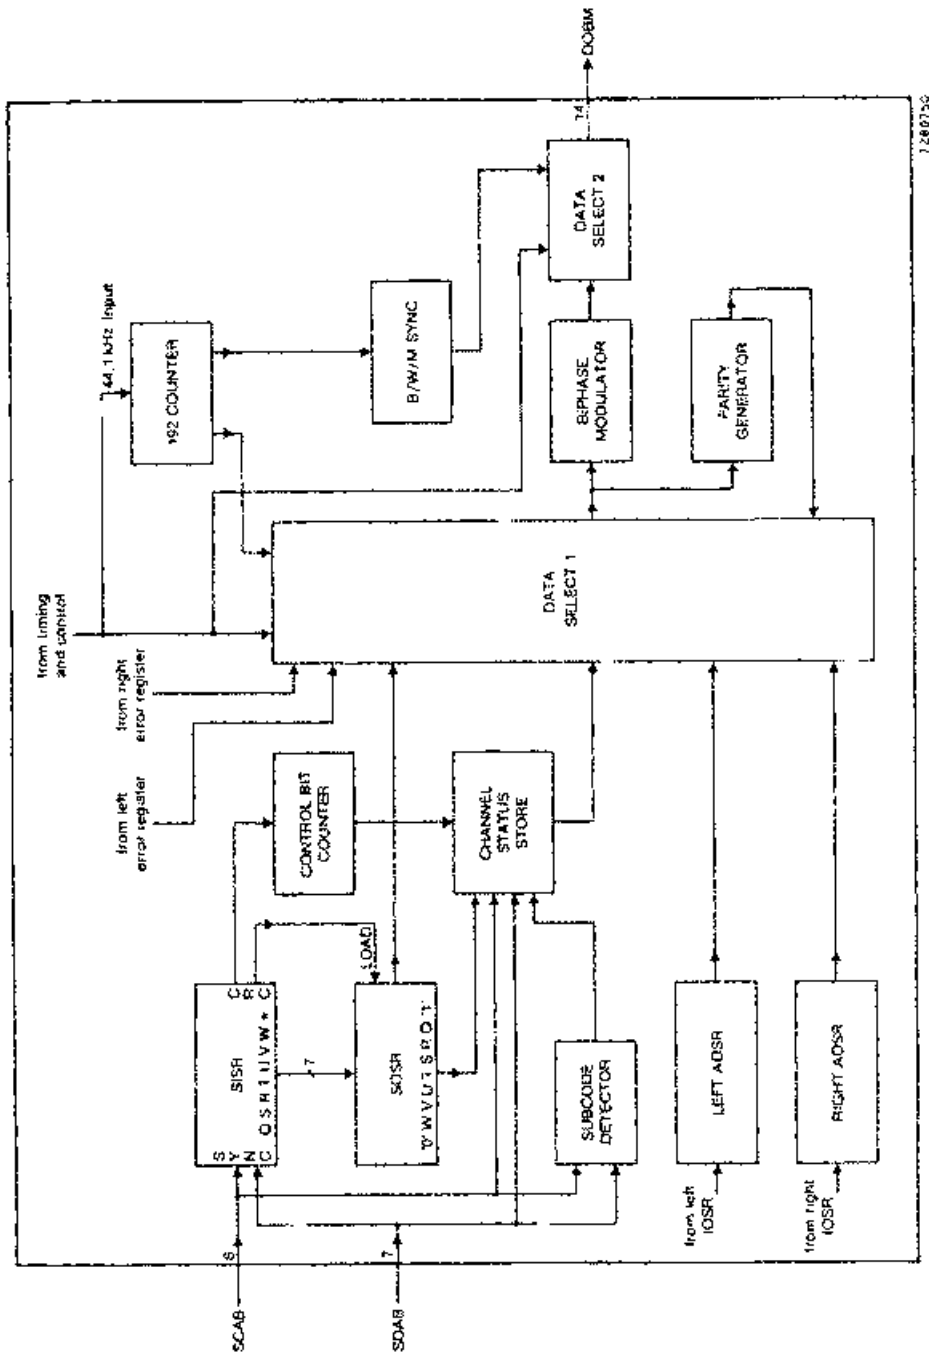 SCAB
6
SDAB
7
SISR
S
Y
N
C
C
R
C
7
LOAD
SOSR
SUBCODE
DETECTOR
from left
IOSR
from right
IOSR
LEFT AOSR
RIGHT AOSR
CONTROL BIT
COUNTER
CHANNEL
STATUS
STORE
from left
error register
from right
error register
from timing
and control
DATA
SELECT 1
44,1 kHz Input
192 COUNTER
B/W/M SYNC
BIPHASE
MODULATOR
PARITY
GENERATOR
DATA
SELECT 2
14
DOBM